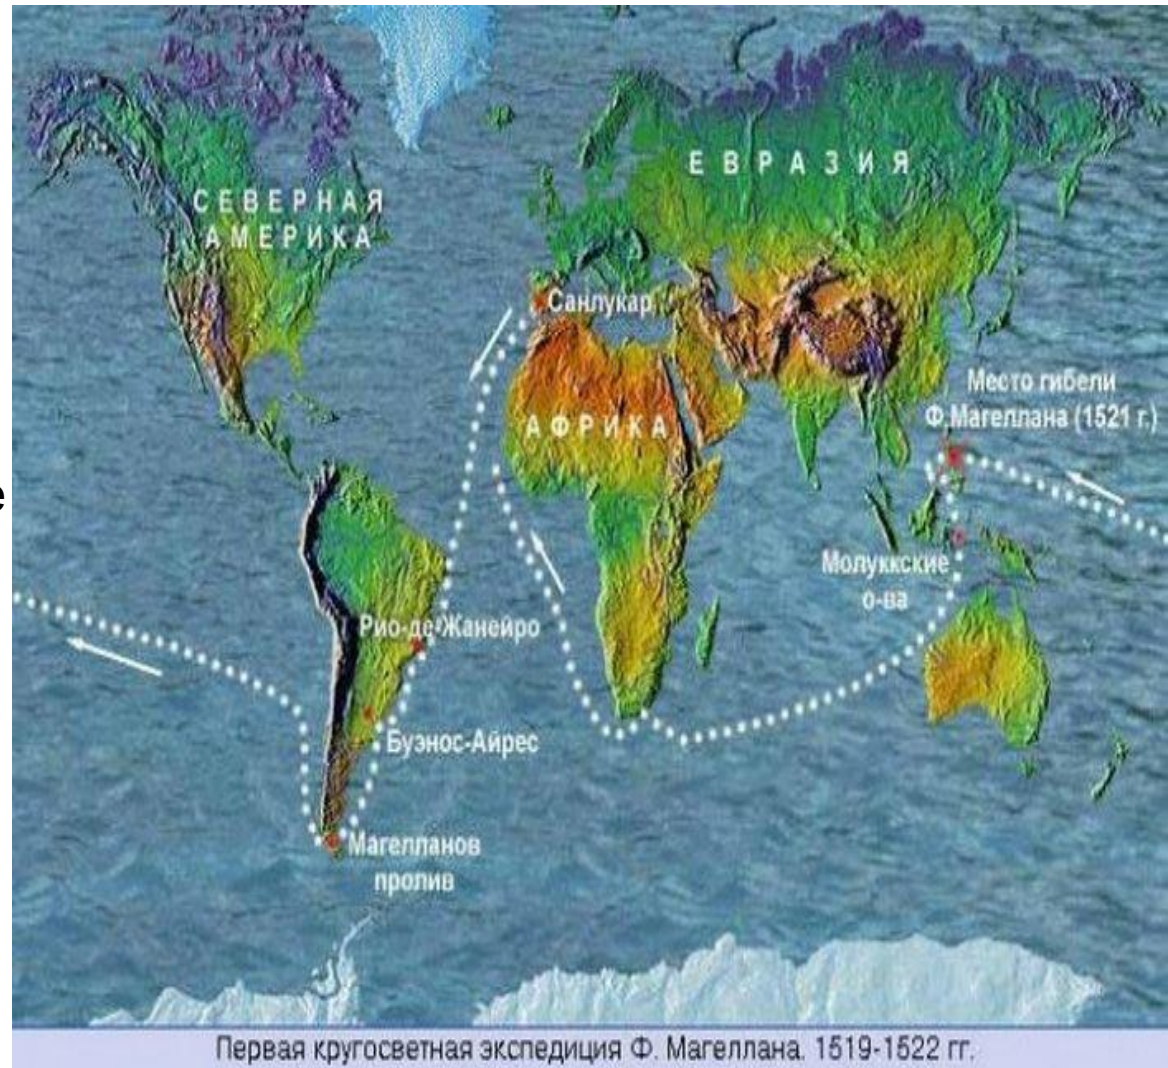 СЕВЕРНАЯ
АМЕРИКА
ЕВРАЗИЯ
Санлукар
Место гибели
Ф.Магеллана (1521 г.)
АФРИКА
е
Молуккские
о-ва
Рио-де-Жанейро
Буэнос-Айрес
Магелланов
пролив
Первая кругосветная экспедиция Ф. Магеллана. 1519-1522 гг.